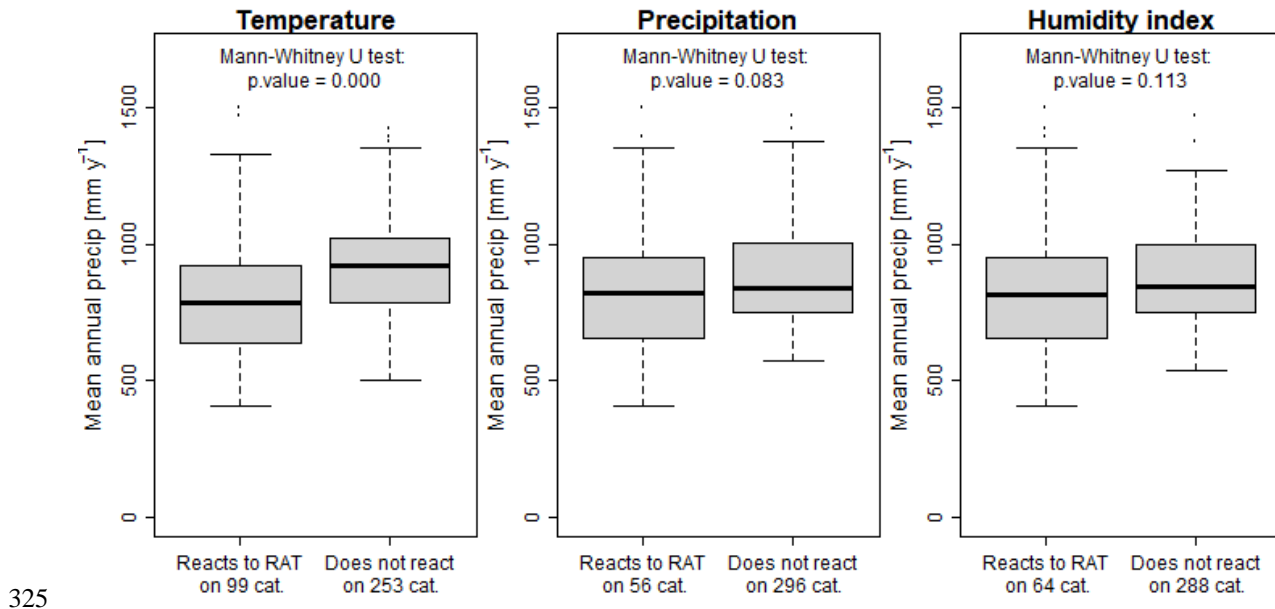 Temperature
Mann-Whitney U test:
p.value = 0.000
Mean annual precip [mm y⁻¹]
1500
1000
500
0
Reacts to RAT
on 99 cat.
Does not react
on 253 cat.
Precipitation
Mann-Whitney U test:
p.value = 0.083
Mean annual precip [mm y⁻¹]
1500
1000
500
0
Reacts to RAT
on 56 cat.
Does not react
on 296 cat.
Humidity index
Mann-Whitney U test:
p.value = 0.113
Mean annual precip [mm y⁻¹]
1500
1000
500
0
Reacts to RAT
on 64 cat.
Does not react
on 288 cat.
325